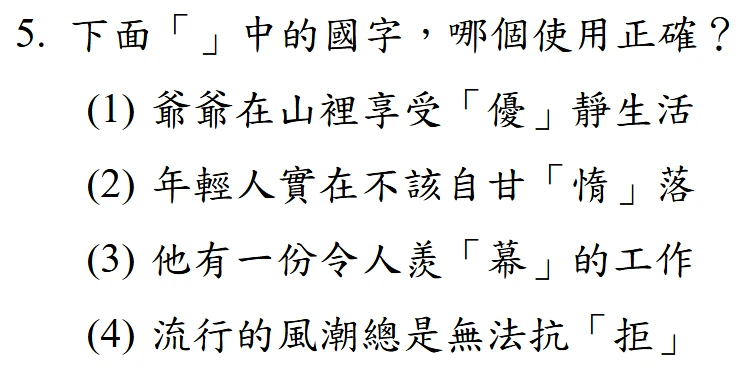 5. 下面「」中的國字，哪個使用正確？
(1) 爺爺在山裡享受「優」靜生活
(2) 年輕人實在不該自甘「惰」落
(3) 他有一份令人羨「幕」的工作
(4) 流行的風潮總是無法抗「拒」